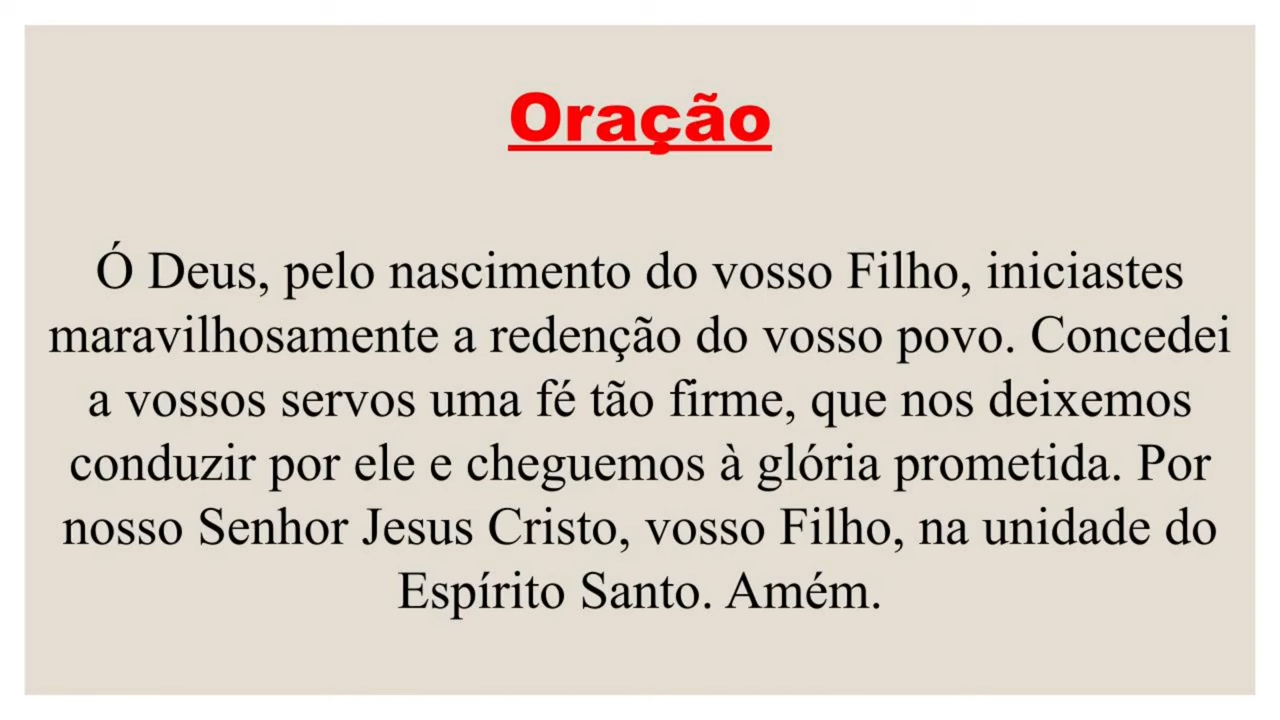 Oração
Ó Deus, pelo nascimento do vosso Filho, iniciastes
maravilhosamente a redenção do vosso povo. Concedei
a vossos servos uma fé tão firme, que nos deixemos
conduzir por ele e cheguemos à glória prometida. Por
nosso Senhor Jesus Cristo, vosso Filho, na unidade do
Espírito Santo. Amém.